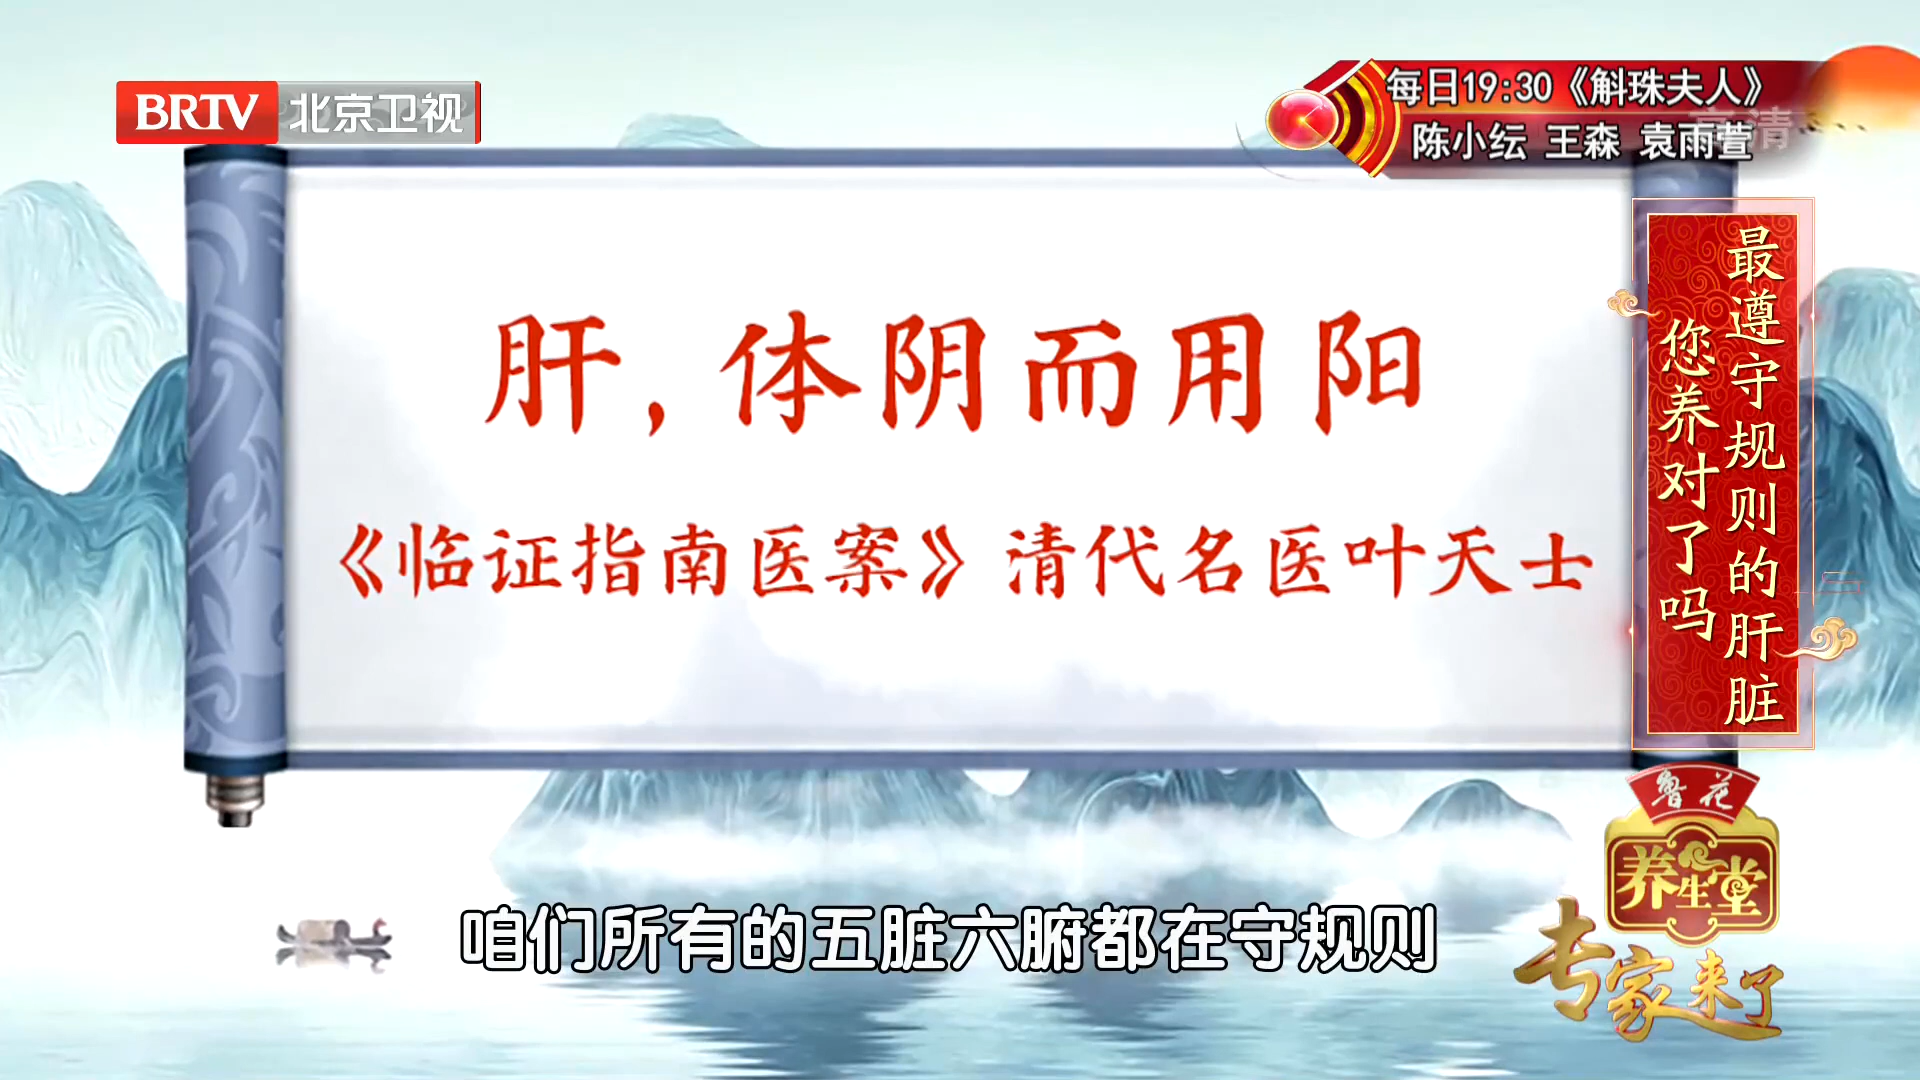 BRTV 北京卫视
每日19:30《斛珠夫人》
陈小纭 王森 袁雨萱
高清
肝,体阴而用阳
《临证指南医案》清代名医叶天士
最遵守规则的肝脏
您养对了吗
鲁花
养生堂
专家来了
咱们所有的五脏六腑都在守规则